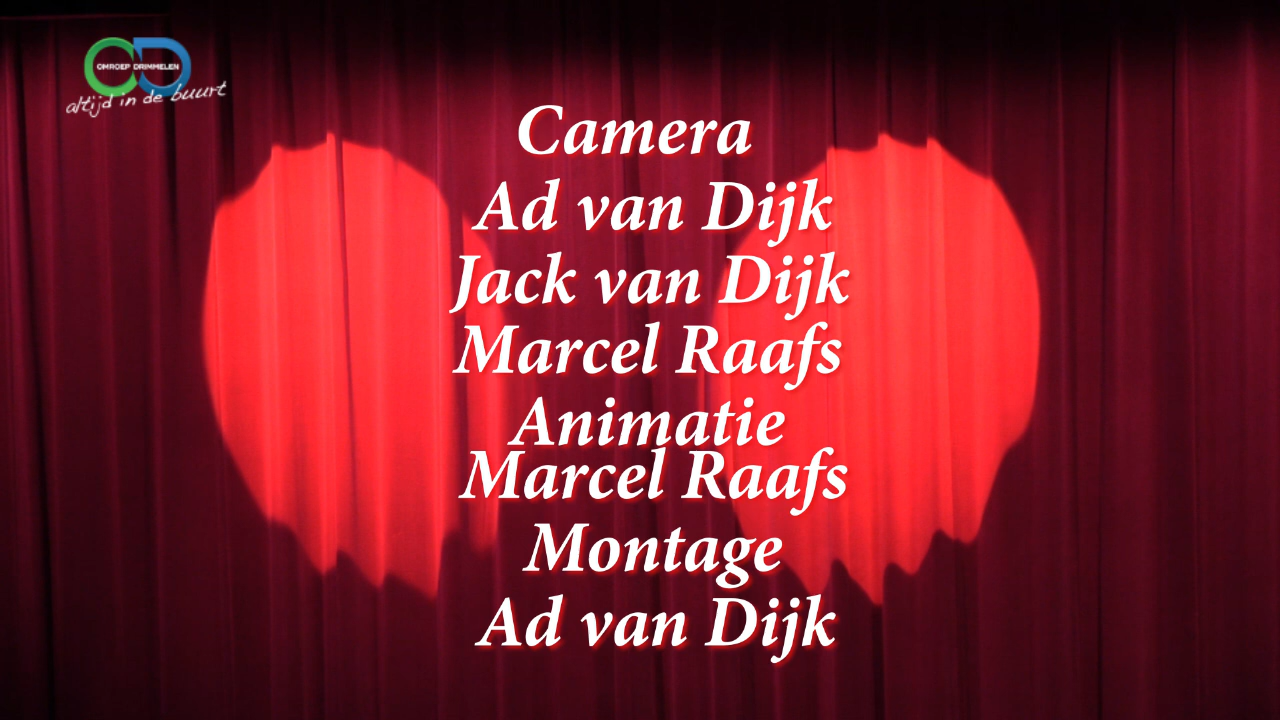 OMROEP DRIMMELEN
altijd in de buurt
Camera
Ad van Dijk
Jack van Dijk
Marcel Raafs
Animatie
Marcel Raafs
Montage
Ad van Dijk